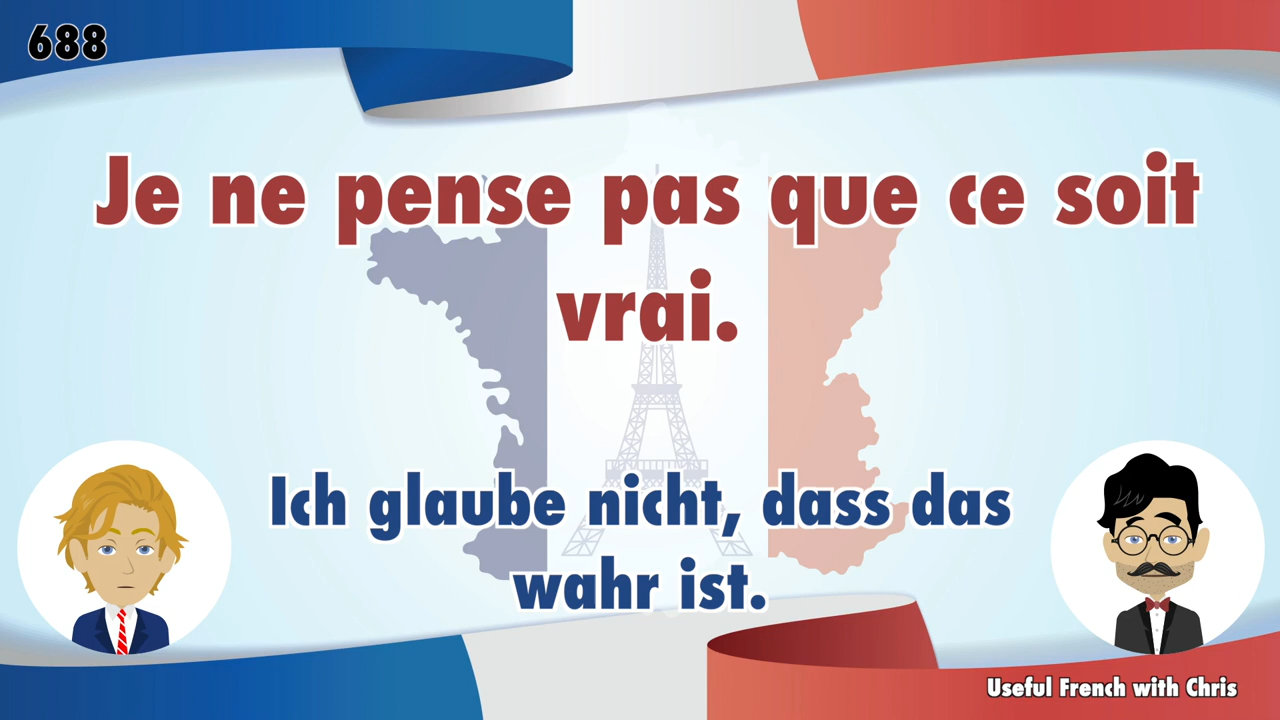 688
Je ne pense pas que ce soit
vrai.
Ich glaube nicht, dass das
wahr ist.
Useful French with Chris